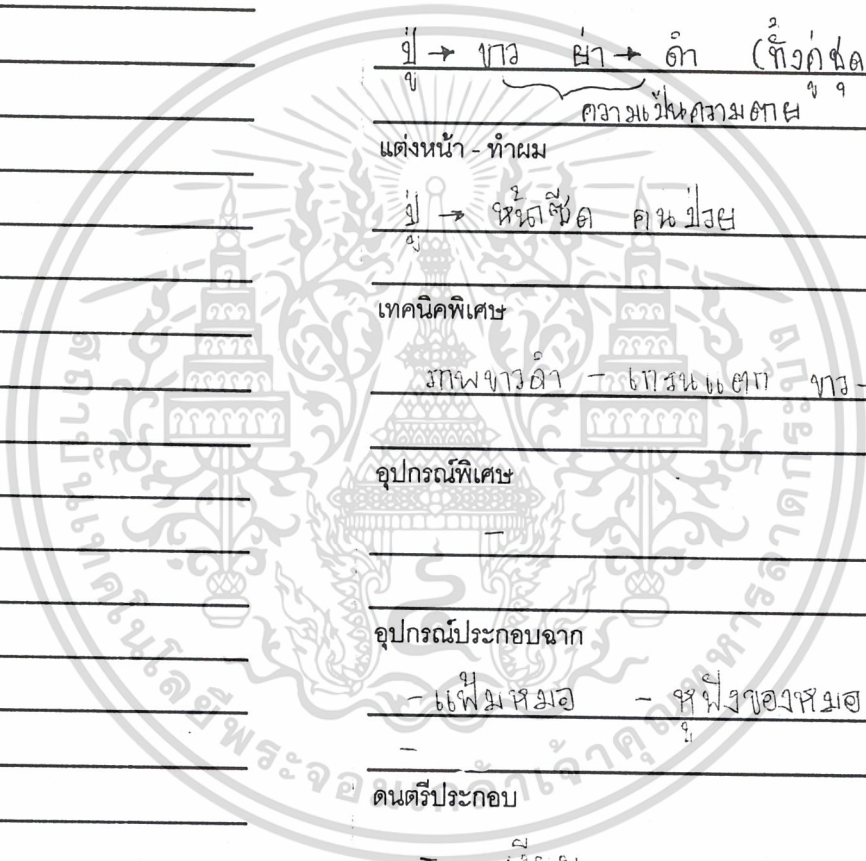 ปู่ → ขาว ย่า → ดำ (ทั้งคู่ชุด
ความเป็นความตาย
แต่งหน้า - ทำผม
ปู่ → หน้าซีด คนป่วย
เทคนิคพิเศษ
ภาพขาวดำ - เกรนแตก ขาว -
อุปกรณ์พิเศษ
-
อุปกรณ์ประกอบฉาก
- แฟ้มหมอ - หูฟังของหมอ
-
ดนตรีประกอบ